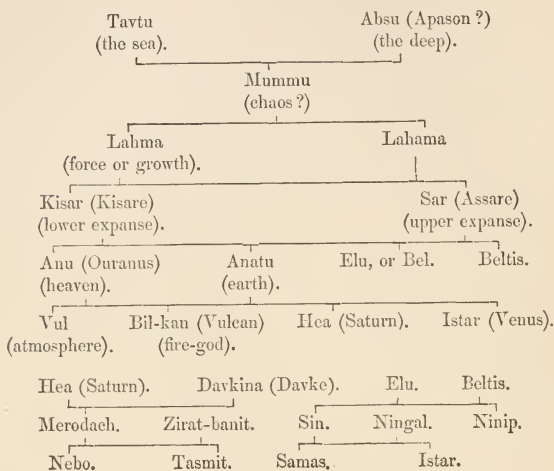 Tavtu Absu (Apason ?)
(the sea). (the deep).
Mummu
(chaos ?)
Lahma Lahama
(force or growth).
Kisar (Kisare) Sar (Assare)
(lower expanse). (upper expanse).
Anu (Ouranus) Anatu Elu, or Bel. Beltis.
(heaven). (earth).
Vul Bil-kan (Vulcan) Hea (Saturn). Istar (Venus).
(atmosphere). (fire-god).
Hea (Saturn). Davkina (Davke). Elu. Beltis.
Merodach. Zirat-banit. Sin. Ningal. Ninip.
Nebo. Tasmit. Samas. Istar.